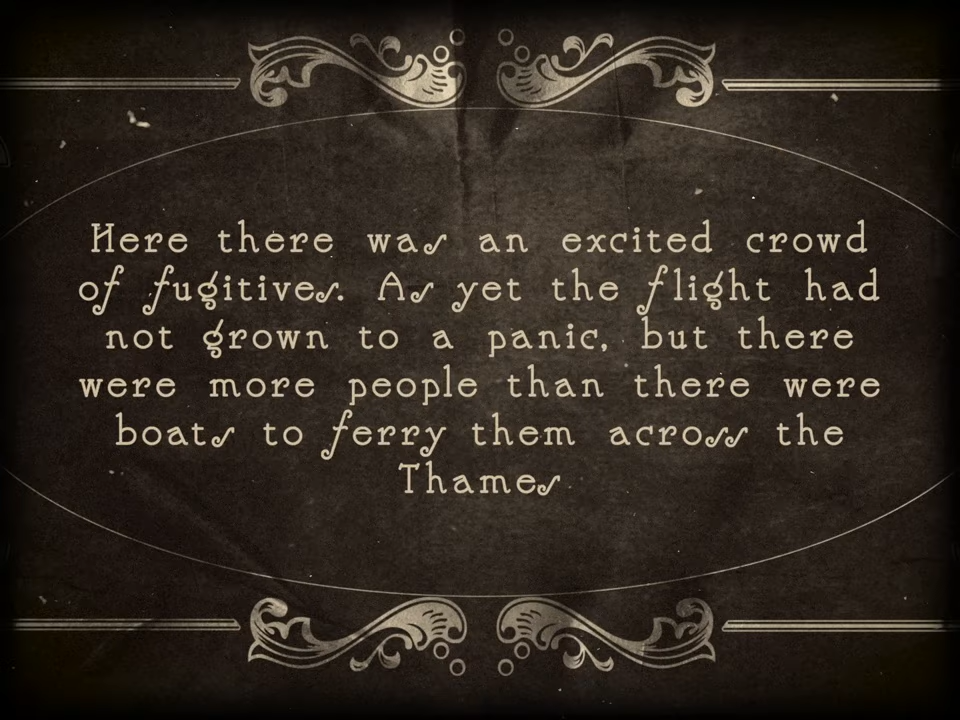 Here there was an excited crowd
of fugitives. As yet the flight had
not grown to a panic, but there
were more people than there were
boats to ferry them across the
Thames